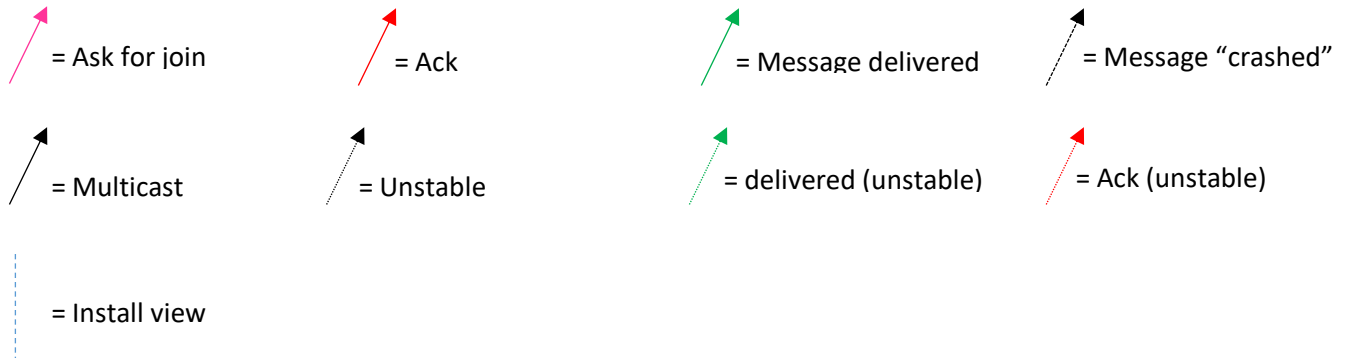 = Ask for join
= Ack
= Message delivered
= Message “crashed”
= Multicast
= Unstable
= delivered (unstable)
= Ack (unstable)
= Install view